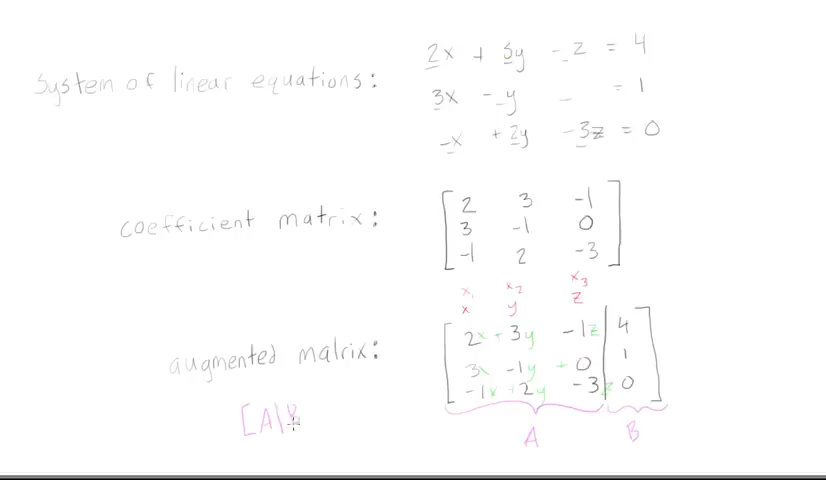 2x + 3y - z = 4
System of linear equations:
3x - y = 1
-x + 2y - 3z = 0
2 3 -1
coefficient matrix:
3 -1 0
-1 2 -3
x₁ x₂ x₃
x y z
2x + 3y -1z | 4
augmented matrix:
3x -1y + 0 | 1
-1x + 2y -3z | 0
[A|B
A B